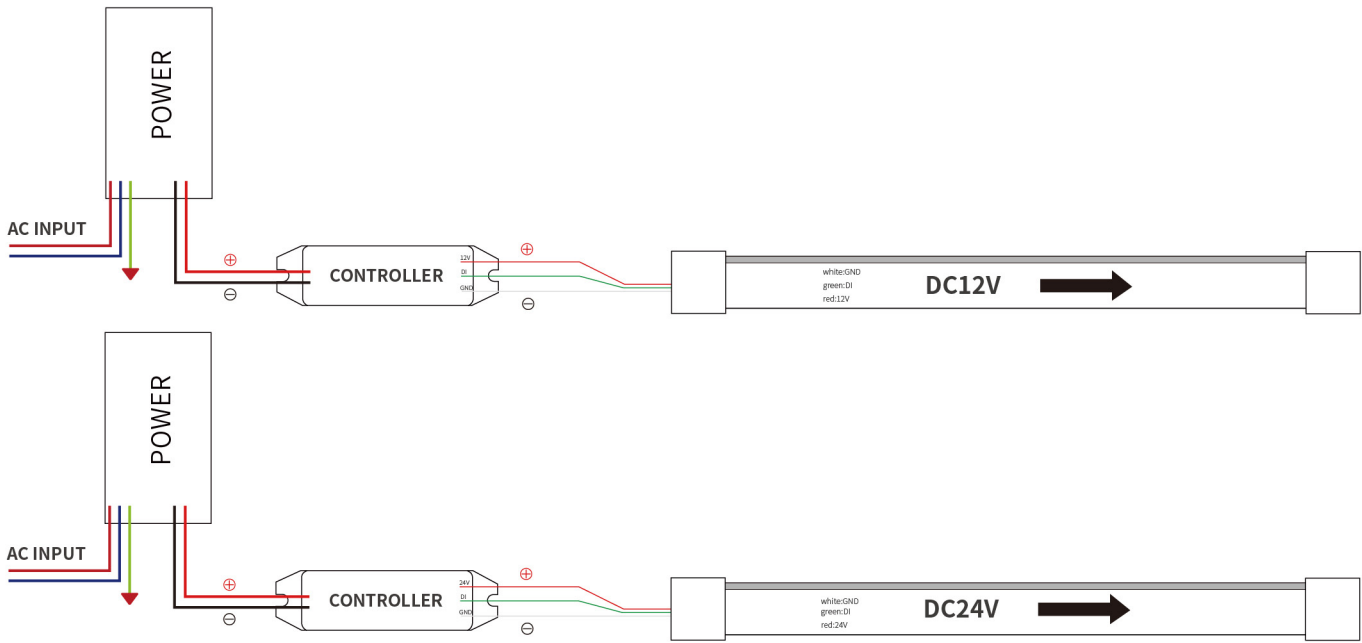 POWER
AC INPUT
CONTROLLER
12V
DI
GND
white:GND
green:DI
red:12V
DC12V
POWER
AC INPUT
CONTROLLER
24V
DI
GND
white:GND
green:DI
red:24V
DC24V